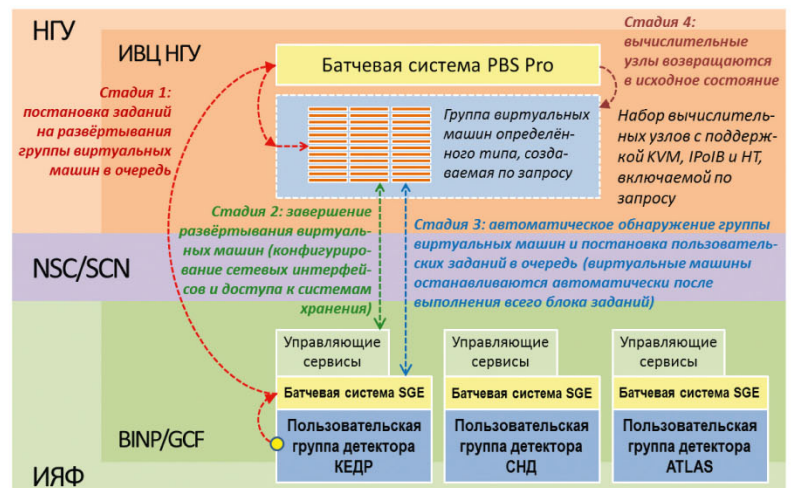 НГУ
ИВЦ НГУ
Батчевая система PBS Pro
Стадия 4:
вычислительные
узлы возвращаются
в исходное состояние
Стадия 1:
постановка заданий
на развёртывания
группы виртуальных
машин в очередь
Группа виртуальных
машин определён-
ного типа, созда-
ваемая по запросу
Набор вычислитель-
ных узлов с поддерж-
кой KVM, IPoIB и HT,
включаемой по
запросу
Стадия 2: завершение
развёртывания виртуаль-
ных машин (конфигуриро-
вание сетевых интерфей-
сов и доступа к системам
хранения)
Стадия 3: автоматическое обнаружение группы
виртуальных машин и постановка пользователь-
ских заданий в очередь (виртуальные машины
останавливаются автоматически после
выполнения всего блока заданий)
NSC/SCN
Управляющие
сервисы
Батчевая система SGE
Пользовательская
группа детектора
КЕДР
Управляющие
сервисы
Батчевая система SGE
Пользовательская
группа детектора
СНД
Управляющие
сервисы
Батчевая система SGE
Пользовательская
группа детектора
ATLAS
BINP/GCF
ИЯФ